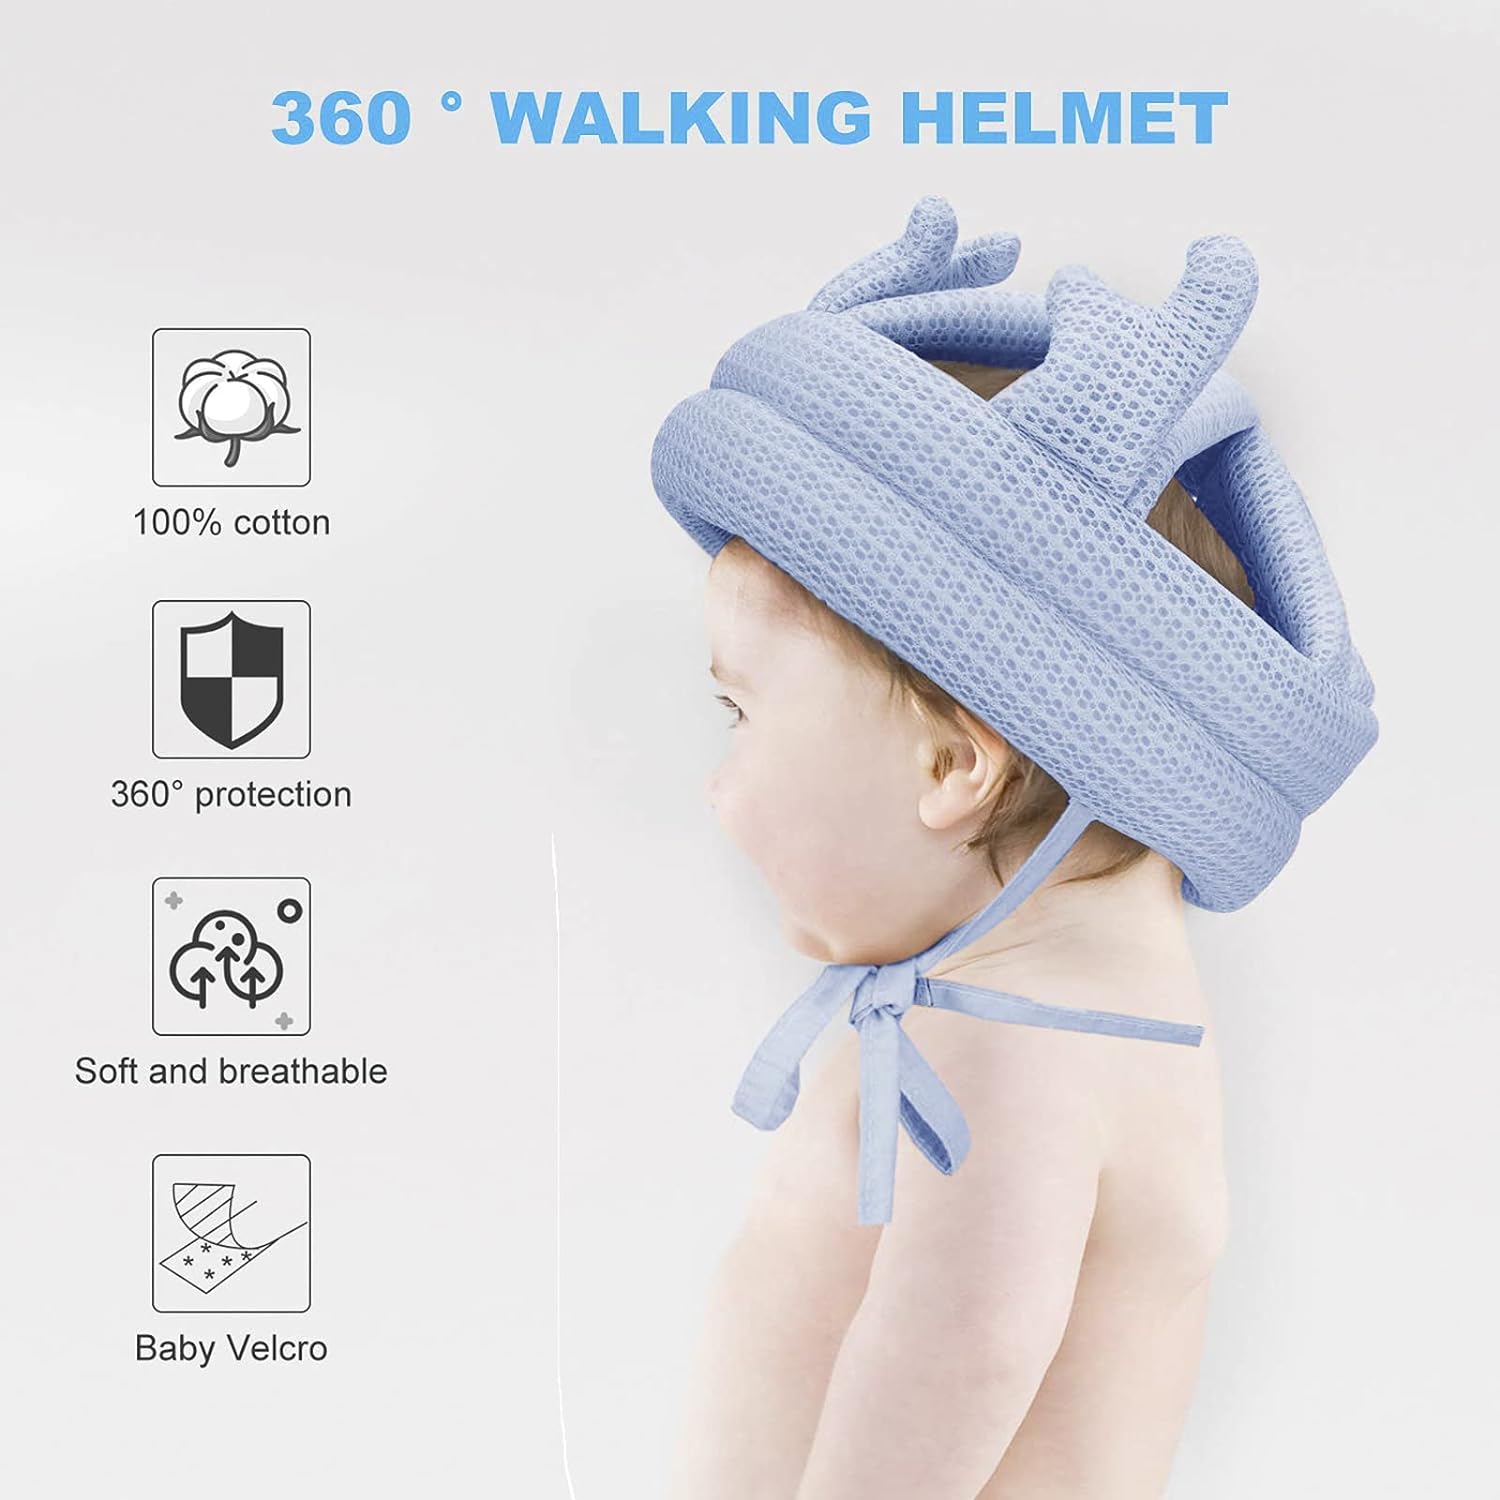 360 ° WALKING HELMET
100% cotton
360° protection
Soft and breathable
Baby Velcro